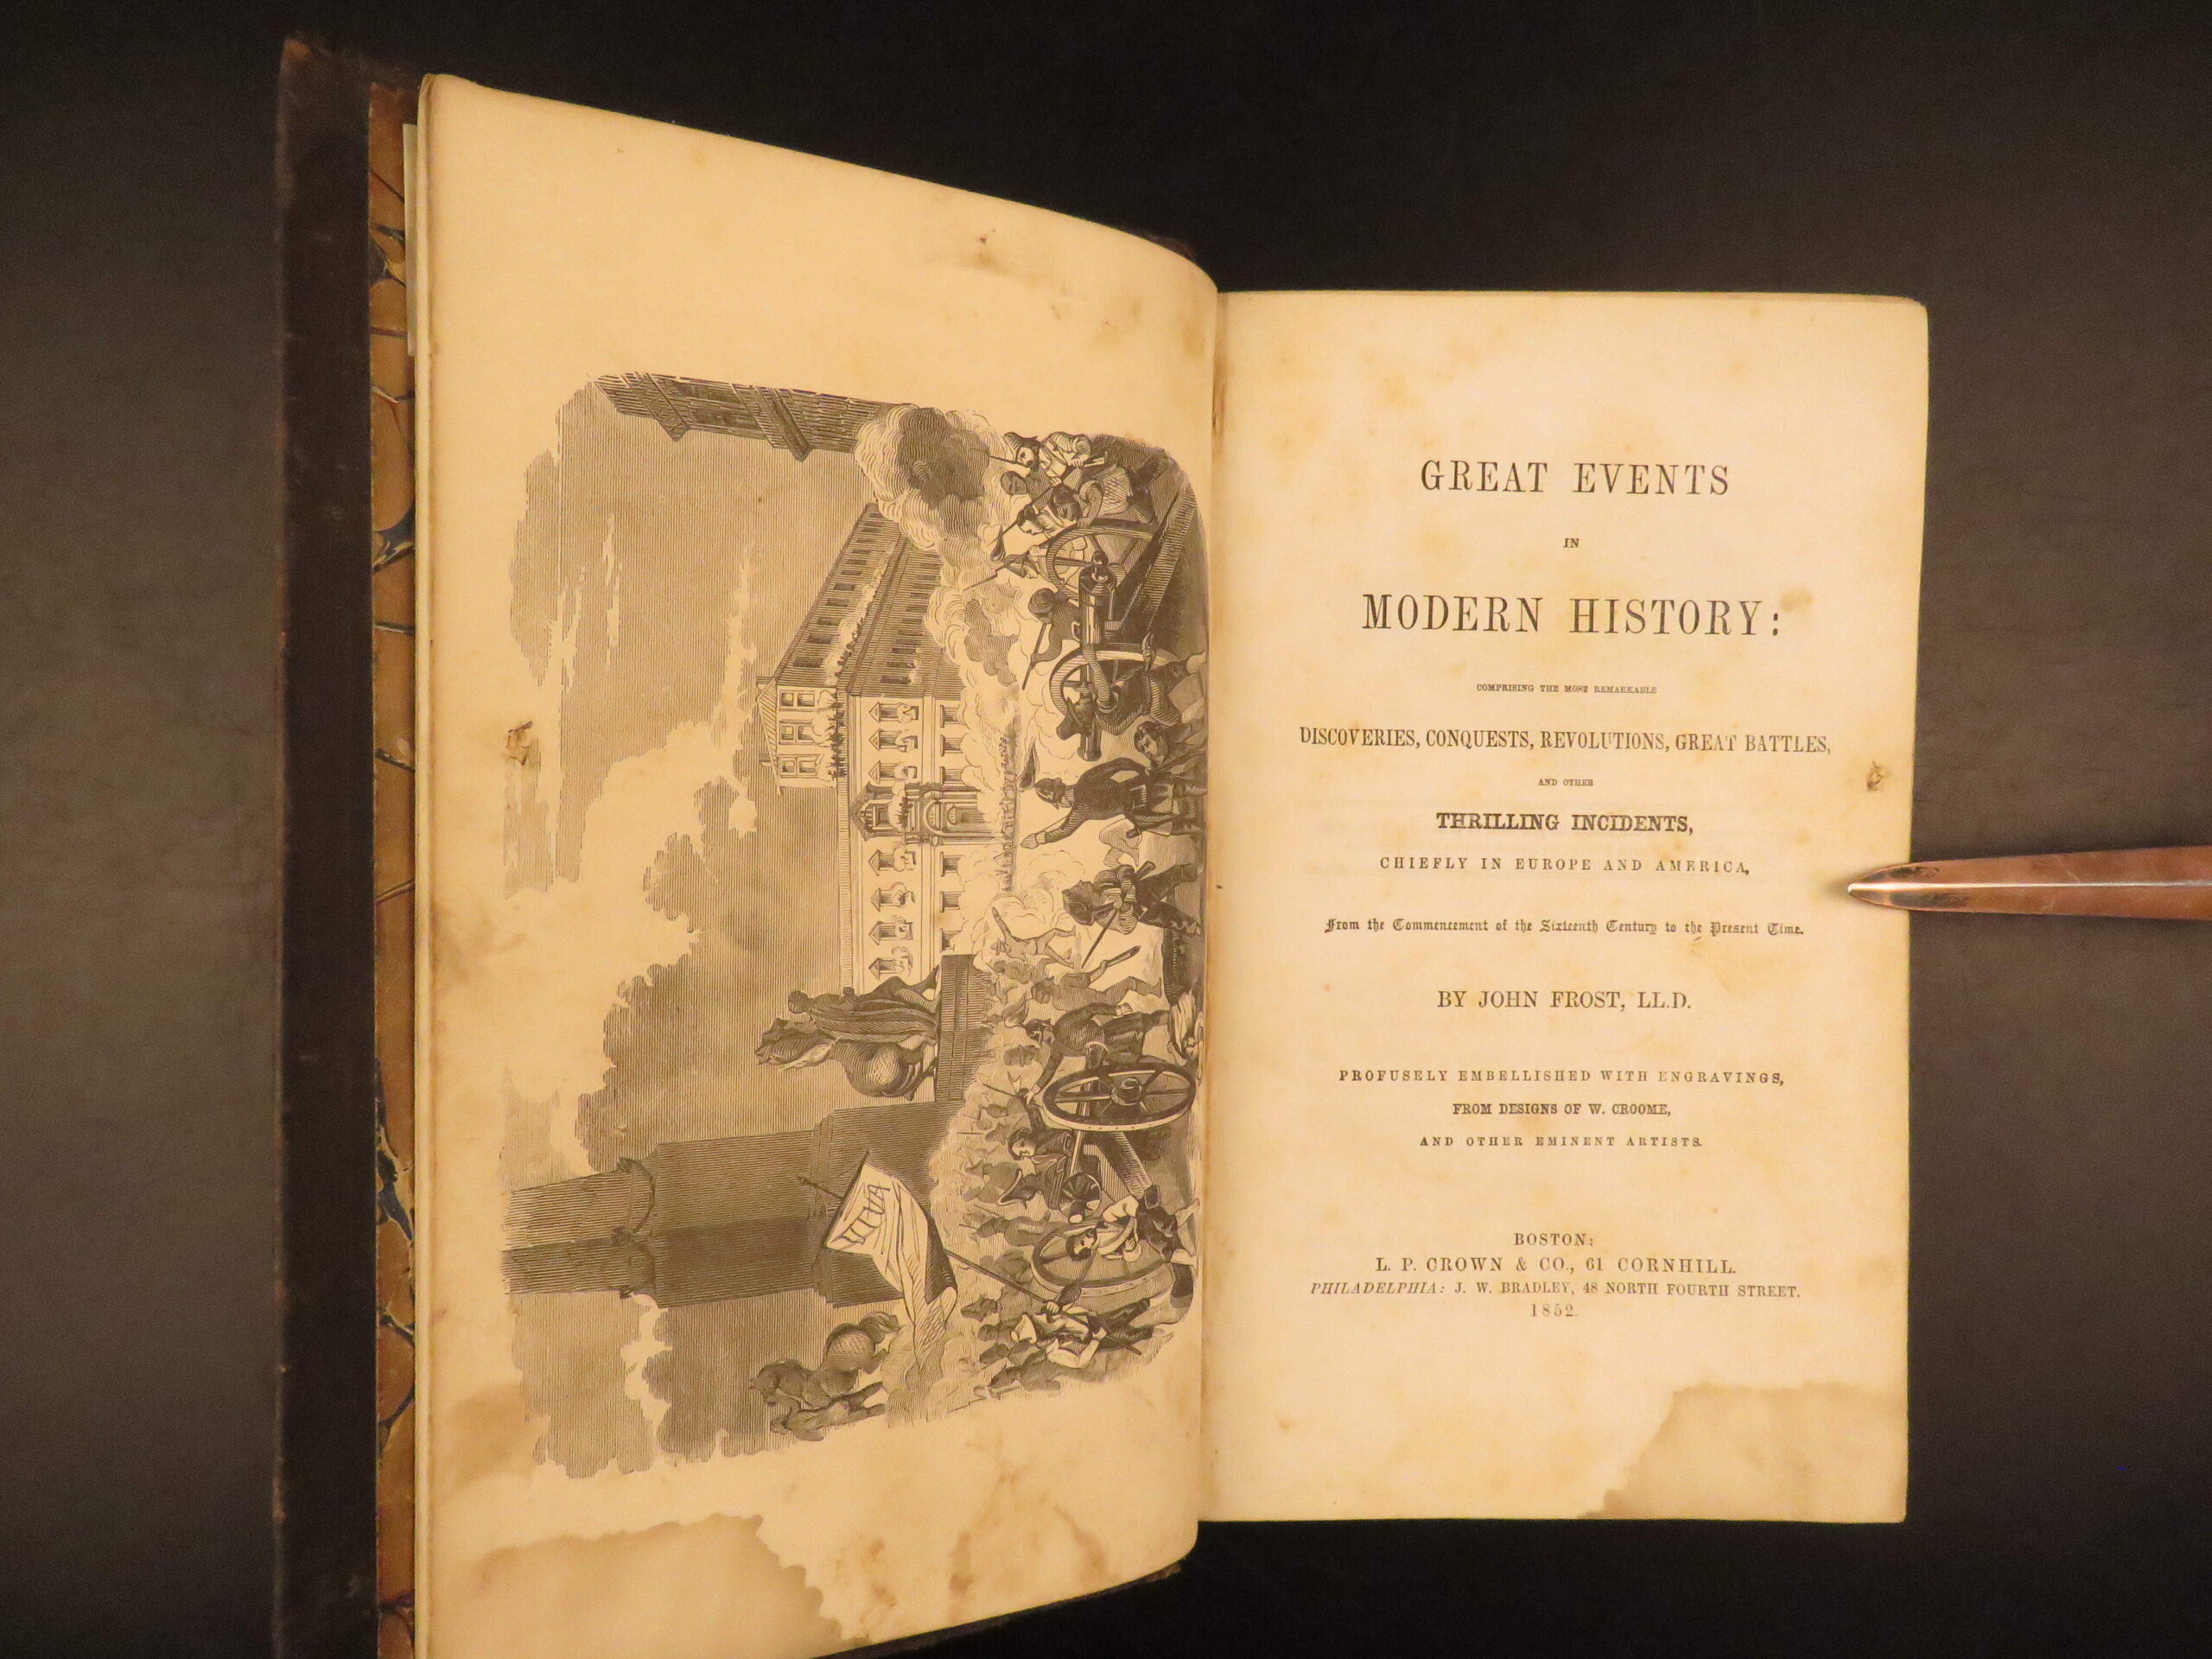 GREAT EVENTS
IN
MODERN HISTORY:
COMPRISING THE MOST REMARKABLE
DISCOVERIES, CONQUESTS, REVOLUTIONS, GREAT BATTLES,
AND OTHER
THRILLING INCIDENTS,
CHIEFLY IN EUROPE AND AMERICA,
From the Commencement of the Sixteenth Century to the Present Time.
BY JOHN FROST, LL.D.
PROFUSELY EMBELLISHED WITH ENGRAVINGS,
FROM DESIGNS OF W. CROOME,
AND OTHER EMINENT ARTISTS.
BOSTON:
L. P. CROWN & CO., 61 CORNHILL.
PHILADELPHIA: J. W. BRADLEY, 48 NORTH FOURTH STREET.
1852.